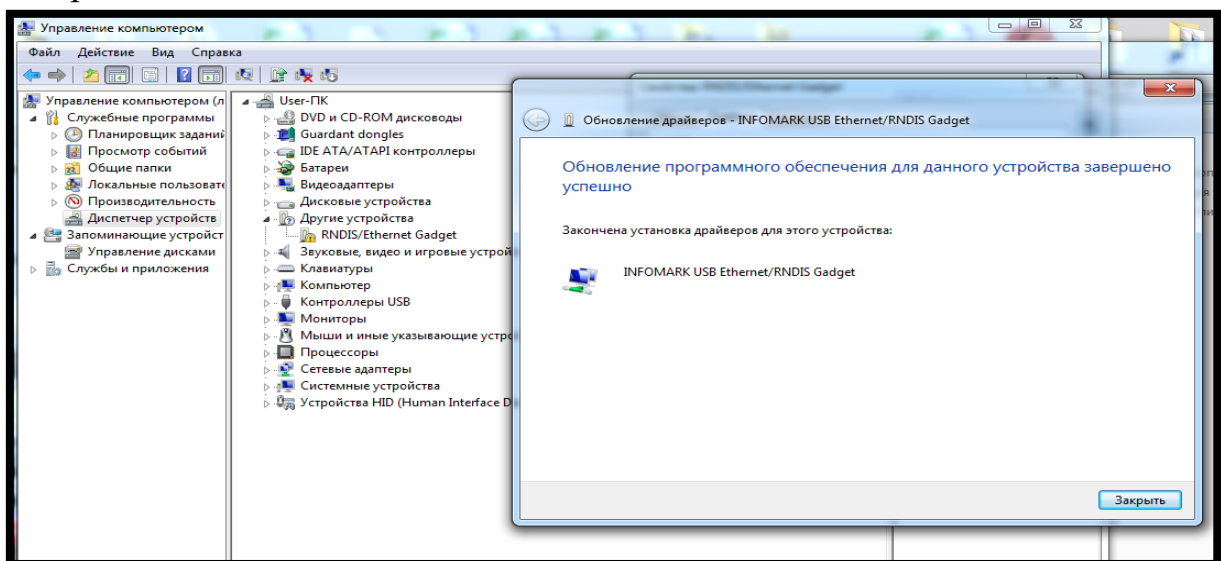 Управление компьютером
Файл Действие Вид Справка
Управление компьютером (л
Служебные программы
Планировщик заданий
Просмотр событий
Общие папки
Локальные пользовате
Производительность
Диспетчер устройств
Запоминающие устройст
Управление дисками
Службы и приложения
User-ПК
DVD и CD-ROM дисководы
Guardant dongles
IDE ATA/ATAPI контроллеры
Батареи
Видеоадаптеры
Дисковые устройства
Другие устройства
RNDIS/Ethernet Gadget
Звуковые, видео и игровые устрой
Клавиатуры
Компьютер
Контроллеры USB
Мониторы
Мыши и иные указывающие устро
Процессоры
Сетевые адаптеры
Системные устройства
Устройства HID (Human Interface D
Обновление драйверов - INFOMARK USB Ethernet/RNDIS Gadget
Обновление программного обеспечения для данного устройства завершено
успешно
Закончена установка драйверов для этого устройства:
INFOMARK USB Ethernet/RNDIS Gadget
Закрыть